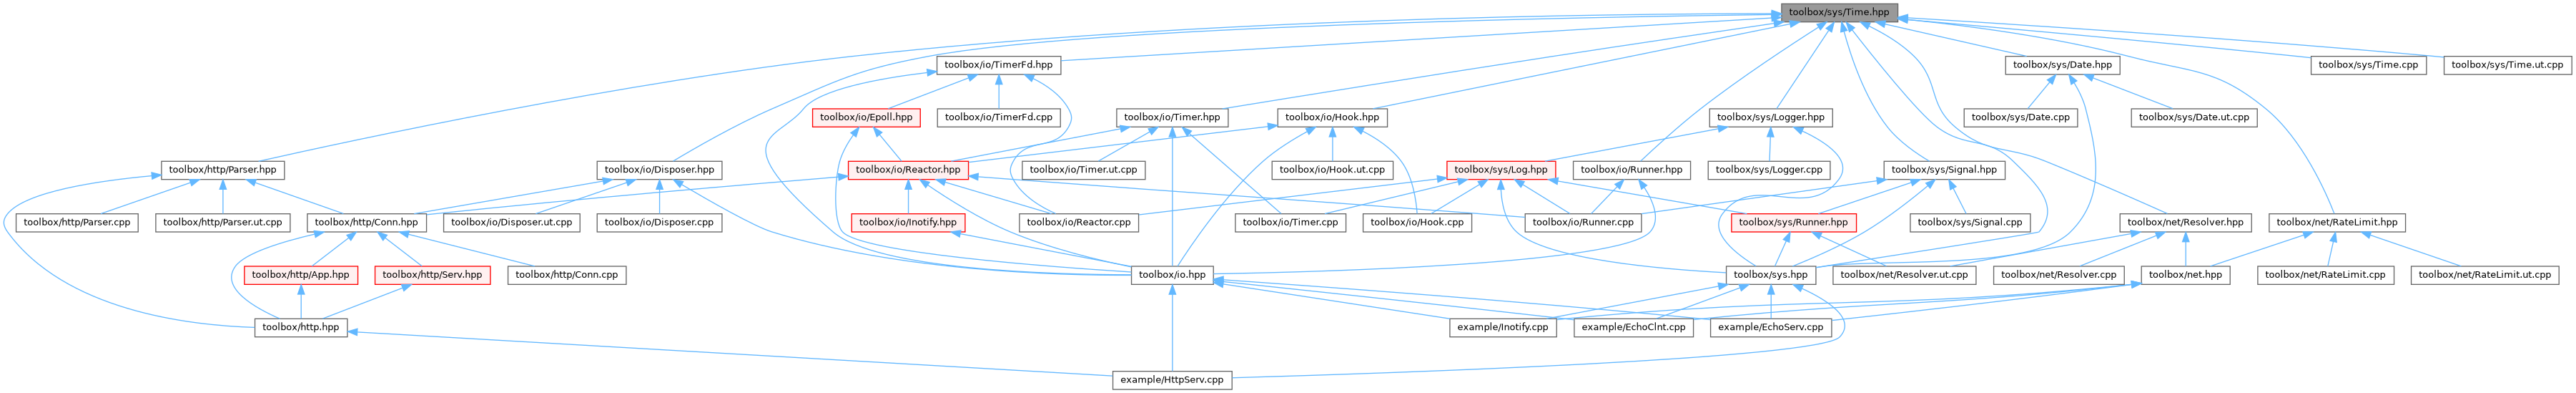 toolbox/sys/Time.hpp
toolbox/io/TimerFd.hpp
toolbox/sys/Date.hpp
toolbox/sys/Time.cpp
toolbox/sys/Time.ut.cpp
toolbox/io/Epoll.hpp
toolbox/io/TimerFd.cpp
toolbox/io/Timer.hpp
toolbox/io/Hook.hpp
toolbox/sys/Logger.hpp
toolbox/sys/Date.cpp
toolbox/sys/Date.ut.cpp
toolbox/http/Parser.hpp
toolbox/io/Disposer.hpp
toolbox/io/Reactor.hpp
toolbox/io/Timer.ut.cpp
toolbox/io/Hook.ut.cpp
toolbox/sys/Log.hpp
toolbox/io/Runner.hpp
toolbox/sys/Logger.cpp
toolbox/sys/Signal.hpp
toolbox/http/Parser.cpp
toolbox/http/Parser.ut.cpp
toolbox/http/Conn.hpp
toolbox/io/Disposer.ut.cpp
toolbox/io/Disposer.cpp
toolbox/io/Inotify.hpp
toolbox/io/Reactor.cpp
toolbox/io/Timer.cpp
toolbox/io/Hook.cpp
toolbox/io/Runner.cpp
toolbox/sys/Runner.hpp
toolbox/sys/Signal.cpp
toolbox/net/Resolver.hpp
toolbox/net/RateLimit.hpp
toolbox/http/App.hpp
toolbox/http/Serv.hpp
toolbox/http/Conn.cpp
toolbox/io.hpp
toolbox/sys.hpp
toolbox/net/Resolver.ut.cpp
toolbox/net/Resolver.cpp
toolbox/net.hpp
toolbox/net/RateLimit.cpp
toolbox/net/RateLimit.ut.cpp
toolbox/http.hpp
example/Inotify.cpp
example/EchoClnt.cpp
example/EchoServ.cpp
example/HttpServ.cpp